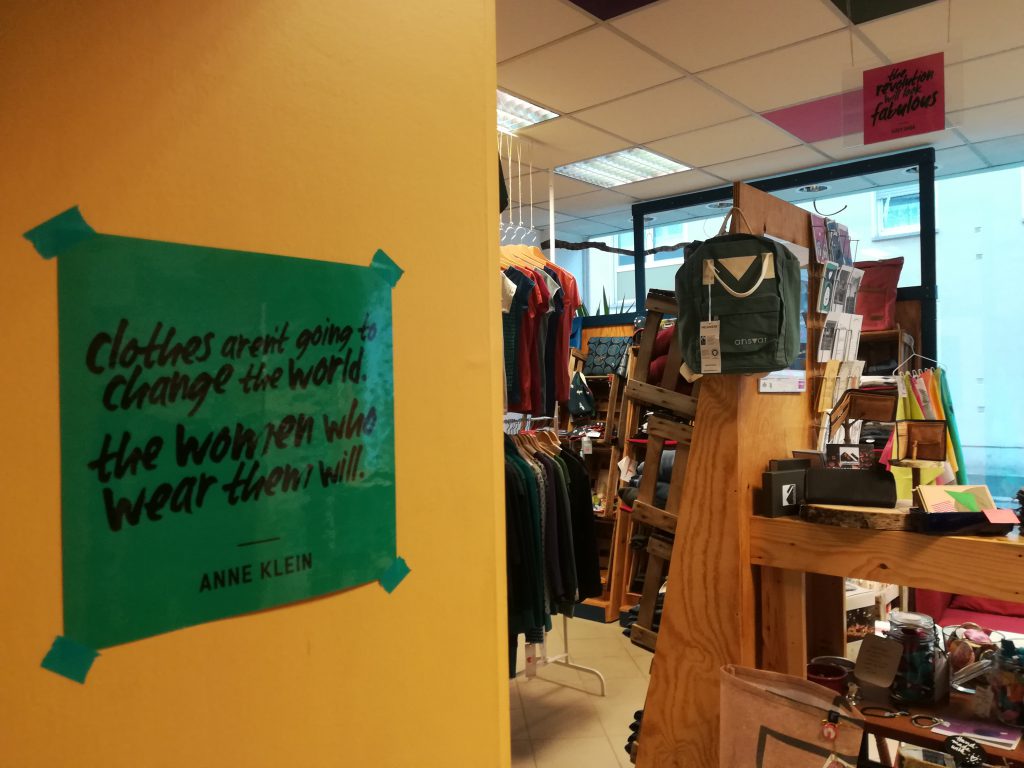 clothes aren't going to
change the world.
the women who
wear them will.
ANNE KLEIN
the
revolution
will look
fabulous
ansvar